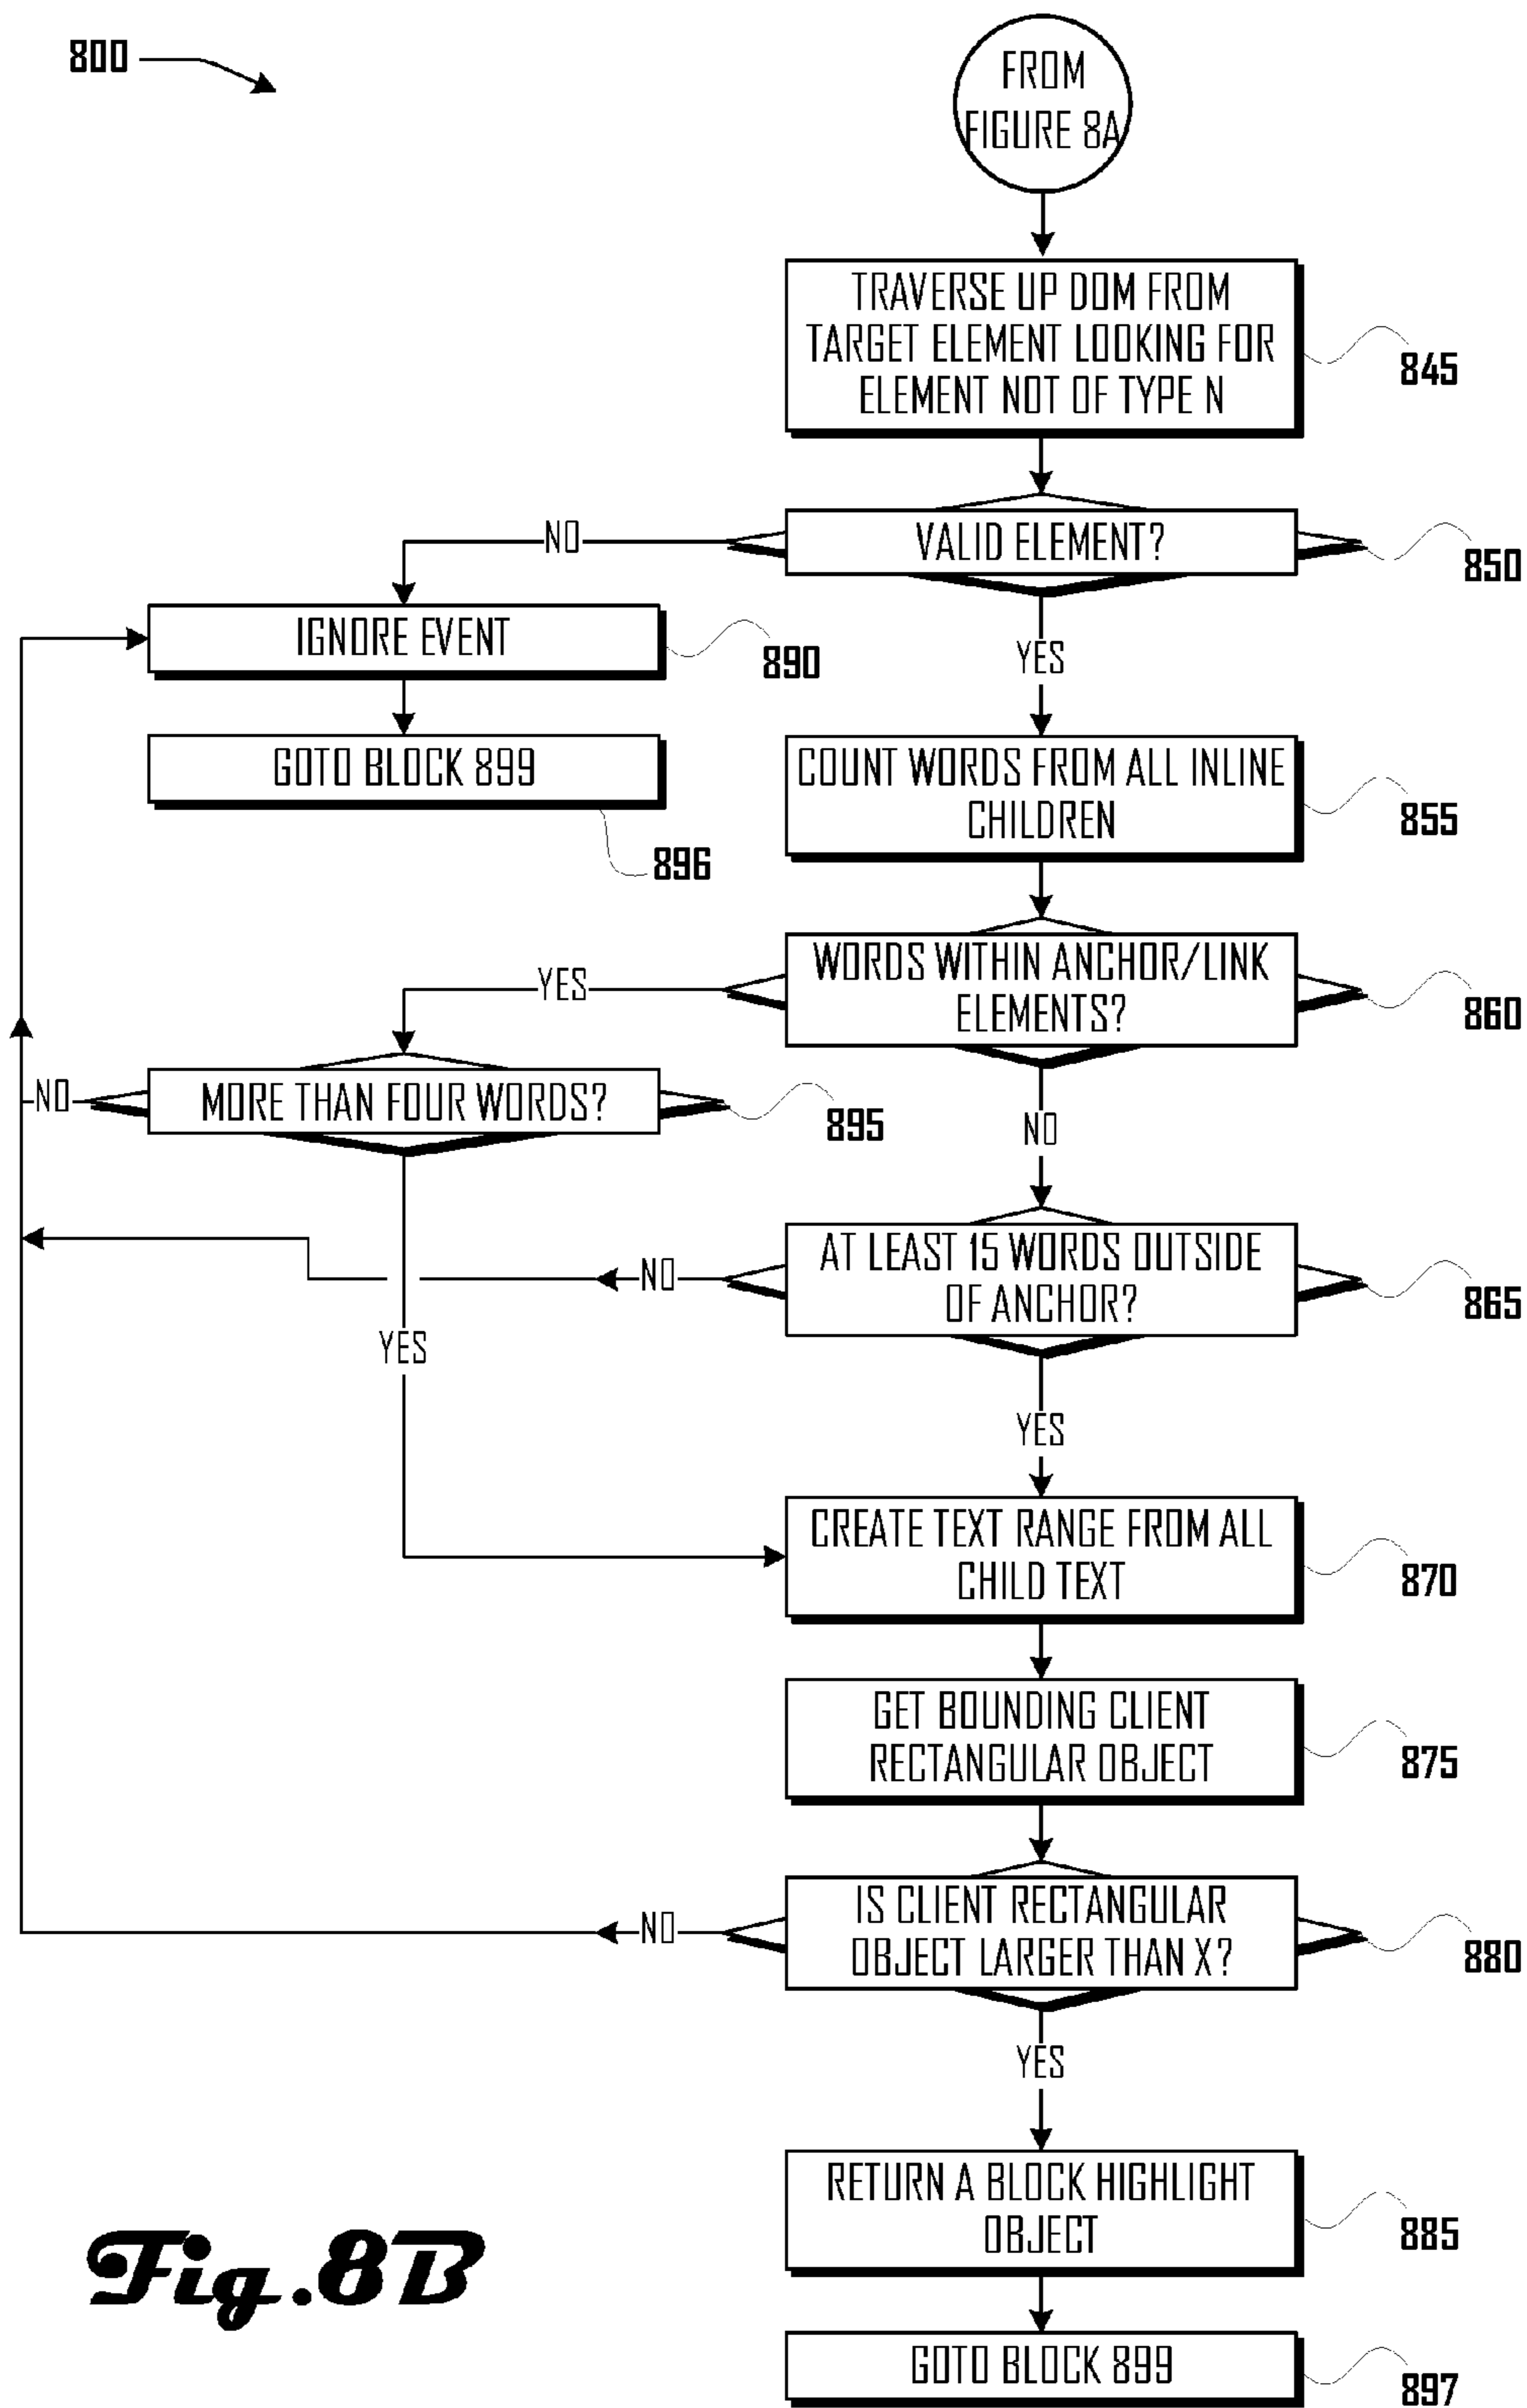 800
FROM
FIGURE 8A
TRAVERSE UP DOM FROM
TARGET ELEMENT LOOKING FOR
ELEMENT NOT OF TYPE N
845
NO
VALID ELEMENT?
850
IGNORE EVENT
890
YES
GOTO BLOCK 899
896
COUNT WORDS FROM ALL INLINE
CHILDREN
855
YES
WORDS WITHIN ANCHOR/LINK
ELEMENTS?
860
NO
MORE THAN FOUR WORDS?
895
NO
AT LEAST 15 WORDS OUTSIDE
OF ANCHOR?
865
NO
YES
YES
CREATE TEXT RANGE FROM ALL
CHILD TEXT
870
GET BOUNDING CLIENT
RECTANGULAR OBJECT
875
NO
IS CLIENT RECTANGULAR
OBJECT LARGER THAN X?
880
YES
RETURN A BLOCK HIGHLIGHT
OBJECT
885
GOTO BLOCK 899
897
Fig.8B